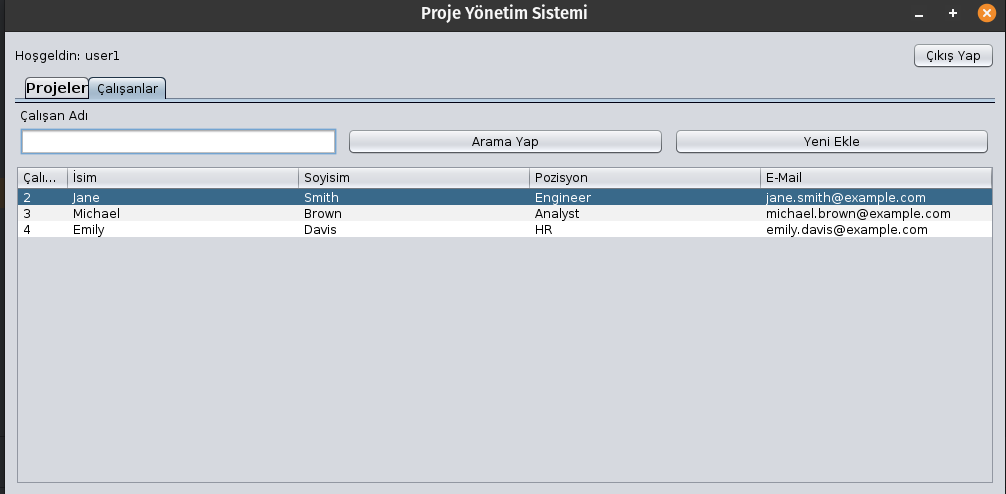 Proje Yönetim Sistemi
Hoşgeldin: user1 Çıkış Yap
Projeler Çalışanlar
Çalışan Adı
Arama Yap Yeni Ekle
Çalı... İsim Soyisim Pozisyon E-Mail
2 Jane Smith Engineer jane.smith@example.com
3 Michael Brown Analyst michael.brown@example.com
4 Emily Davis HR emily.davis@example.com